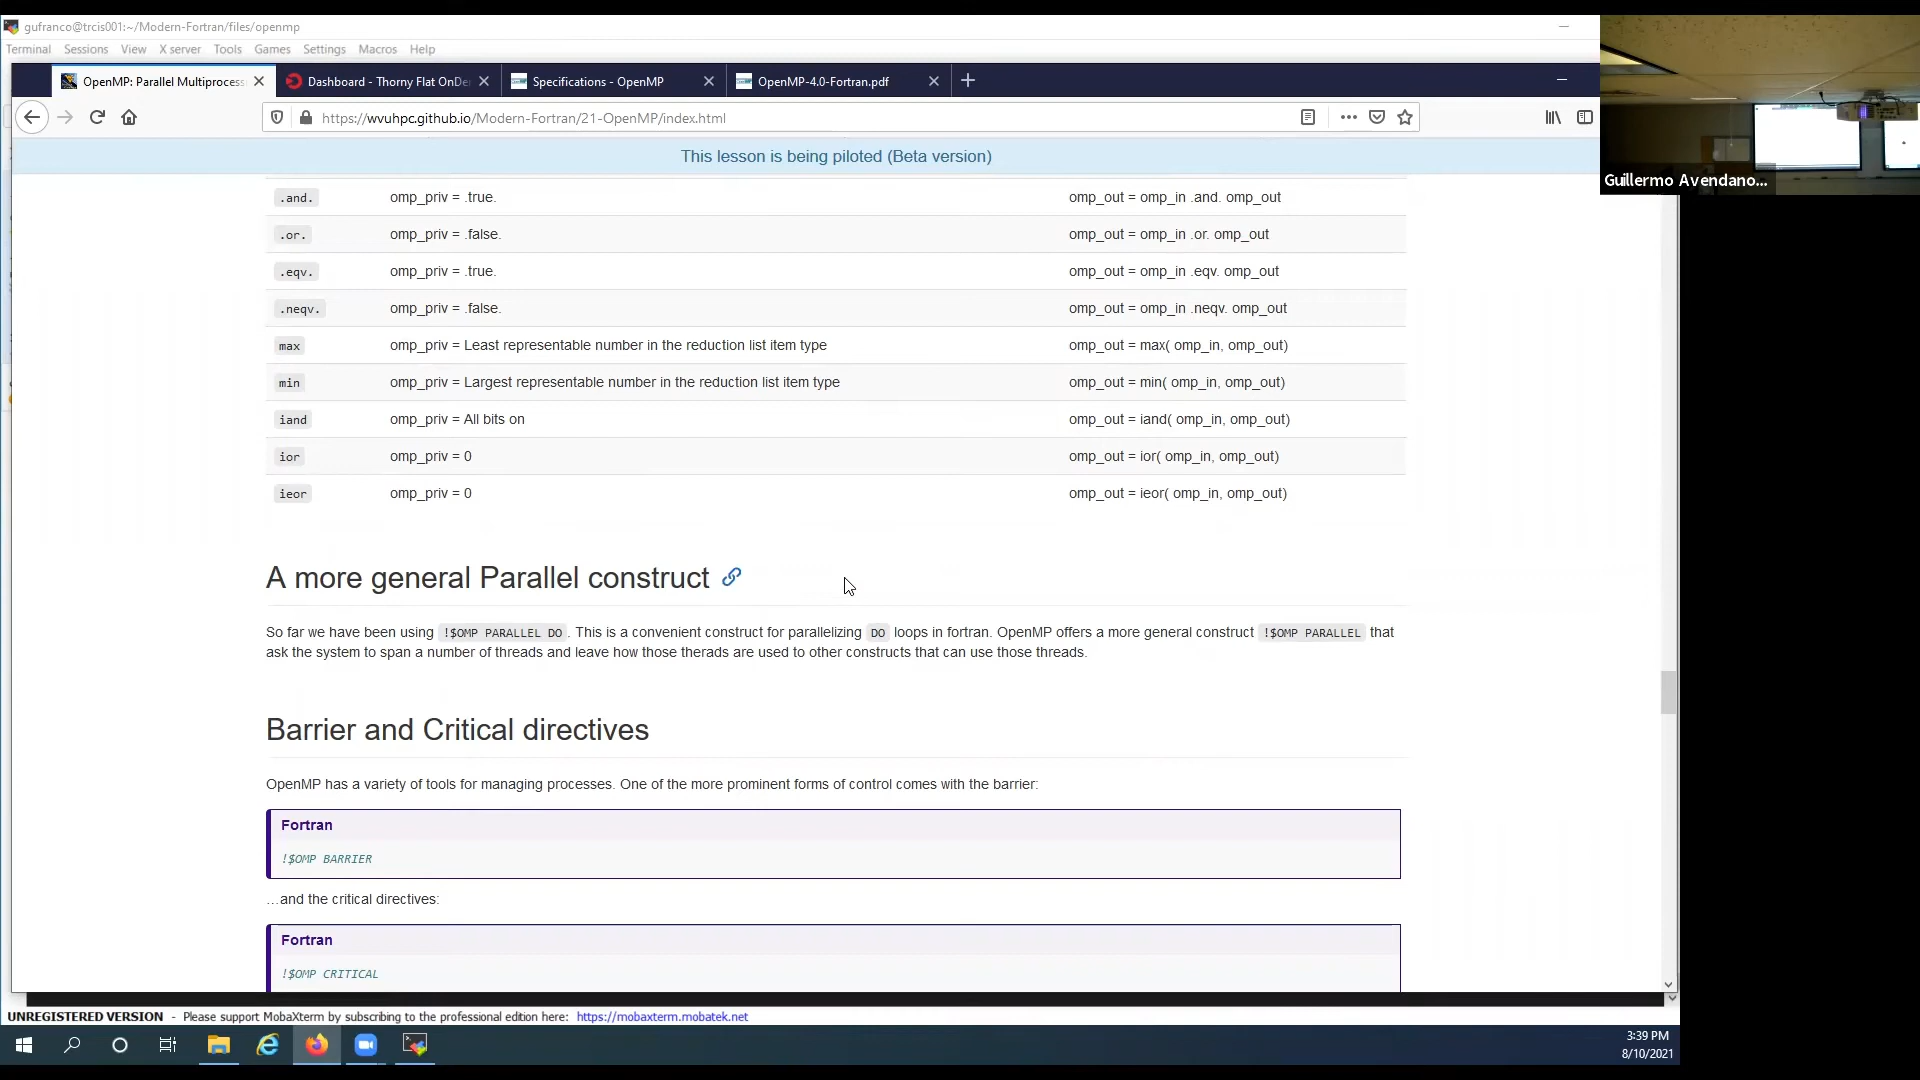 gufranco@trcis001:~/Modern-Fortran/files/openmp
Terminal Sessions View X server Tools Games Settings Macros Help
OpenMP: Parallel Multiprocess
Dashboard - Thorny Flat OnDe
Specifications - OpenMP
OpenMP-4.0-Fortran.pdf
https://wvuhpc.github.io/Modern-Fortran/21-OpenMP/index.html
This lesson is being piloted (Beta version)
Guillermo Avendano...
.and. omp_priv = .true. omp_out = omp_in .and. omp_out
.or. omp_priv = .false. omp_out = omp_in .or. omp_out
.eqv. omp_priv = .true. omp_out = omp_in .eqv. omp_out
.neqv. omp_priv = .false. omp_out = omp_in .neqv. omp_out
max omp_priv = Least representable number in the reduction list item type omp_out = max( omp_in, omp_out)
min omp_priv = Largest representable number in the reduction list item type omp_out = min( omp_in, omp_out)
iand omp_priv = All bits on omp_out = iand( omp_in, omp_out)
ior omp_priv = 0 omp_out = ior( omp_in, omp_out)
ieor omp_priv = 0 omp_out = ieor( omp_in, omp_out)
A more general Parallel construct
So far we have been using !$OMP PARALLEL DO. This is a convenient construct for parallelizing DO loops in fortran. OpenMP offers a more general construct !$OMP PARALLEL that
ask the system to span a number of threads and leave how those therads are used to other constructs that can use those threads.
Barrier and Critical directives
OpenMP has a variety of tools for managing processes. One of the more prominent forms of control comes with the barrier:
Fortran
!$OMP BARRIER
…and the critical directives:
Fortran
!$OMP CRITICAL
UNREGISTERED VERSION - Please support MobaXterm by subscribing to the professional edition here: https://mobaxterm.mobatek.net
3:39 PM
8/10/2021